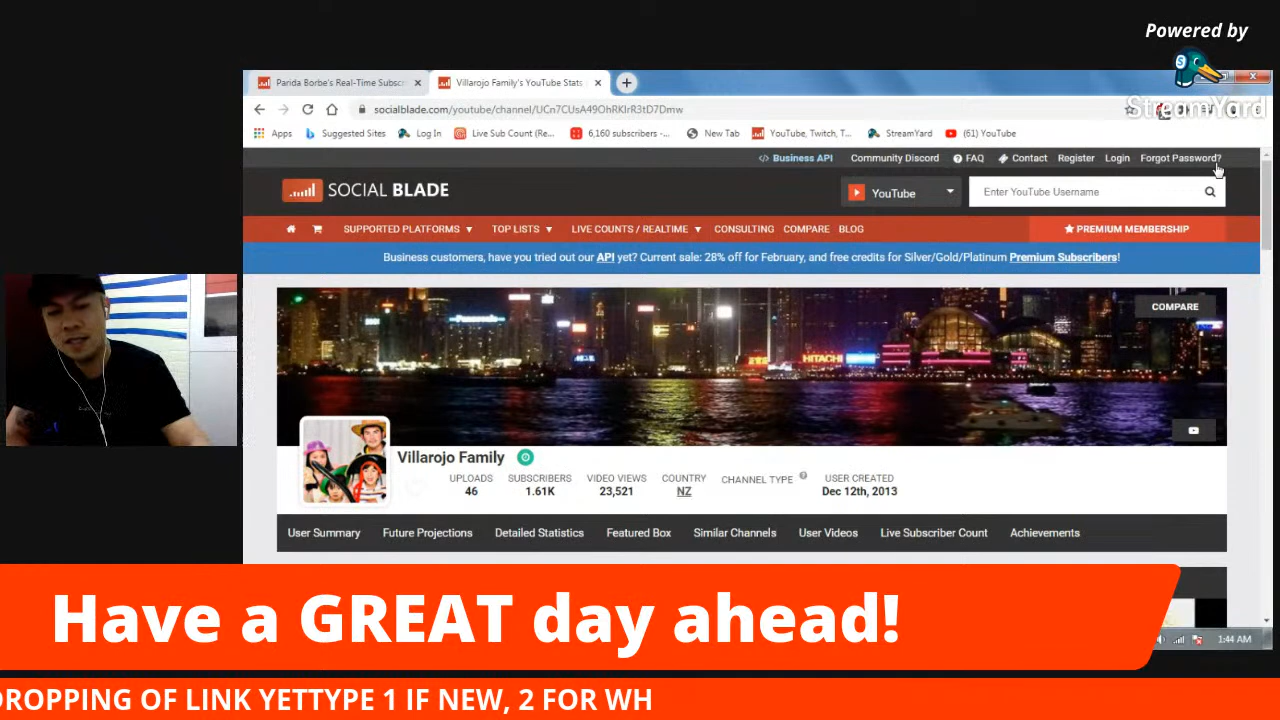 Powered by
StreamYard
Parida Borbe's Real-Time Subsc
Villarojo Family's YouTube Stats
socialblade.com/youtube/channel/UCn7CUsA49OhRKIrR3tD7Dmw
Apps
Suggested Sites
Log In
Live Sub Count (Re...
6,160 subscribers -...
New Tab
YouTube, Twitch, T...
StreamYard
(61) YouTube
Business API
Community Discord
FAQ
Contact
Register
Login
Forgot Password?
SOCIAL BLADE
YouTube
Enter YouTube Username
SUPPORTED PLATFORMS
TOP LISTS
LIVE COUNTS / REALTIME
CONSULTING
COMPARE
BLOG
PREMIUM MEMBERSHIP
Business customers, have you tried out our API yet? Current sale: 28% off for February, and free credits for Silver/Gold/Platinum Premium Subscribers!
COMPARE
Panasonic
HITACHI
Villarojo Family
UPLOADS
46
SUBSCRIBERS
1.61K
VIDEO VIEWS
23,521
COUNTRY
NZ
CHANNEL TYPE
USER CREATED
Dec 12th, 2013
User Summary
Future Projections
Detailed Statistics
Featured Box
Similar Channels
User Videos
Live Subscriber Count
Achievements
Have a GREAT day ahead!
1:44 AM
DROPPING OF LINK YETTYPE 1 IF NEW, 2 FOR WH